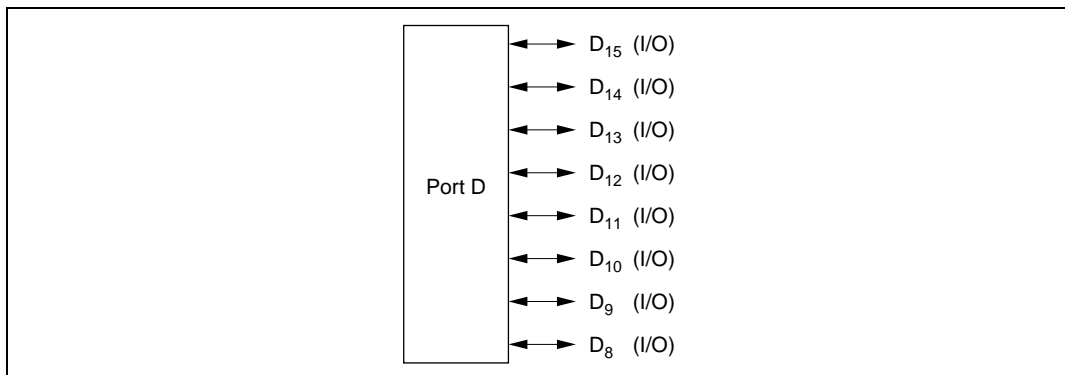 D15 (I/O)
D14 (I/O)
D13 (I/O)
D12 (I/O)
Port D
D11 (I/O)
D10 (I/O)
D9 (I/O)
D8 (I/O)